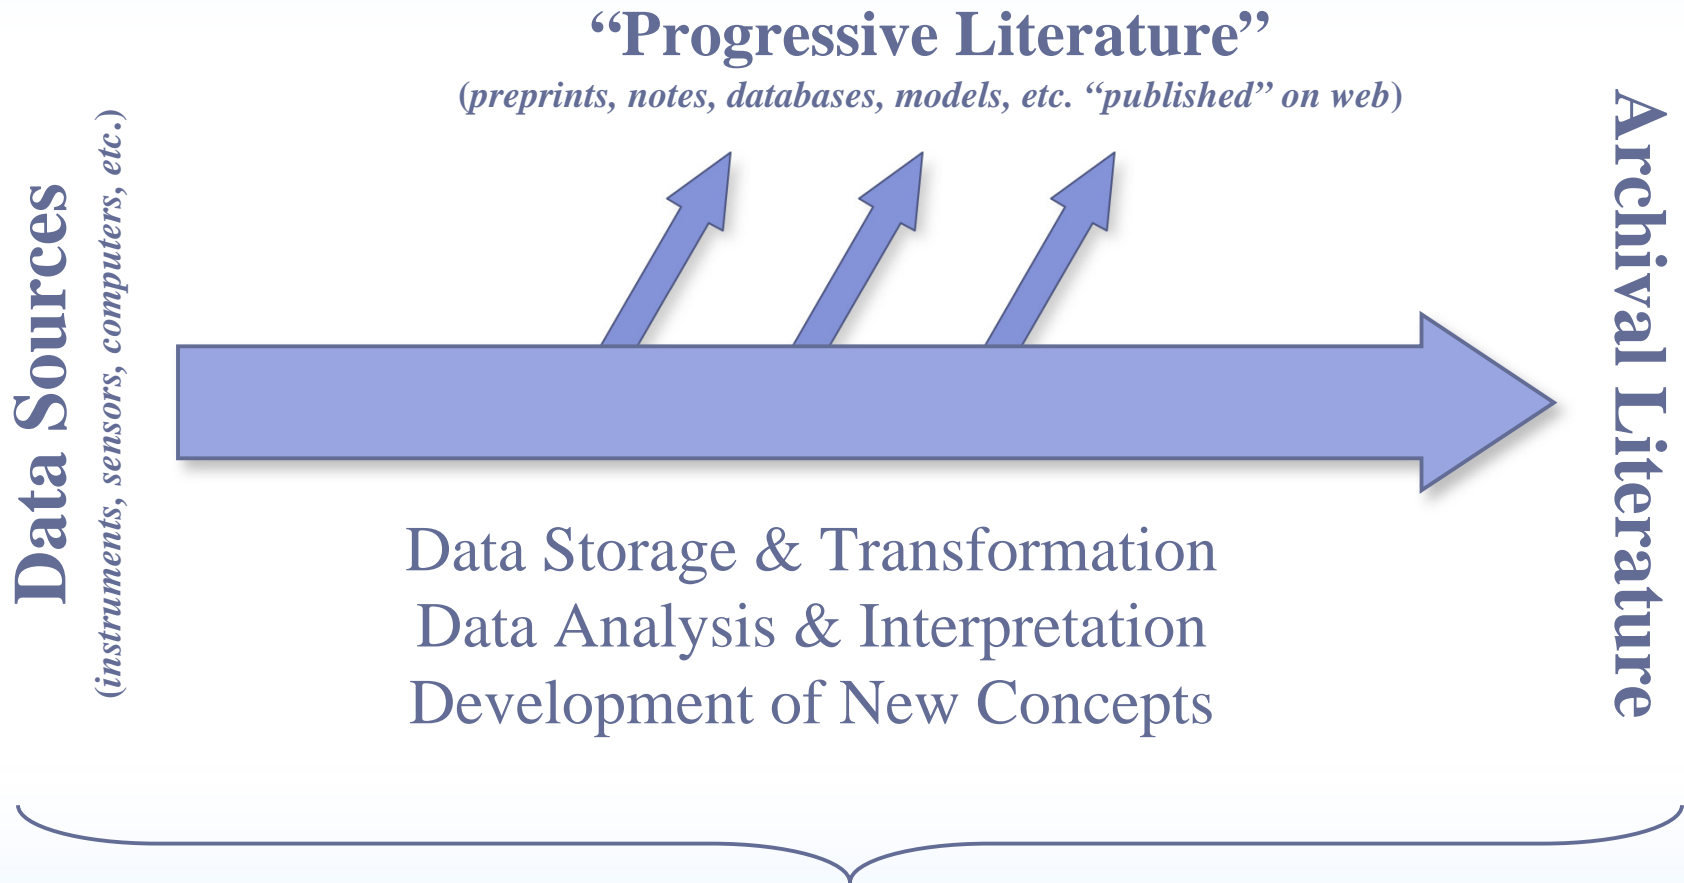 “Progressive Literature”
(preprints, notes, databases, models, etc. “published” on web)
Data Sources
(instruments, sensors, computers, etc.)
Archival Literature
Data Storage & Transformation
Data Analysis & Interpretation
Development of New Concepts